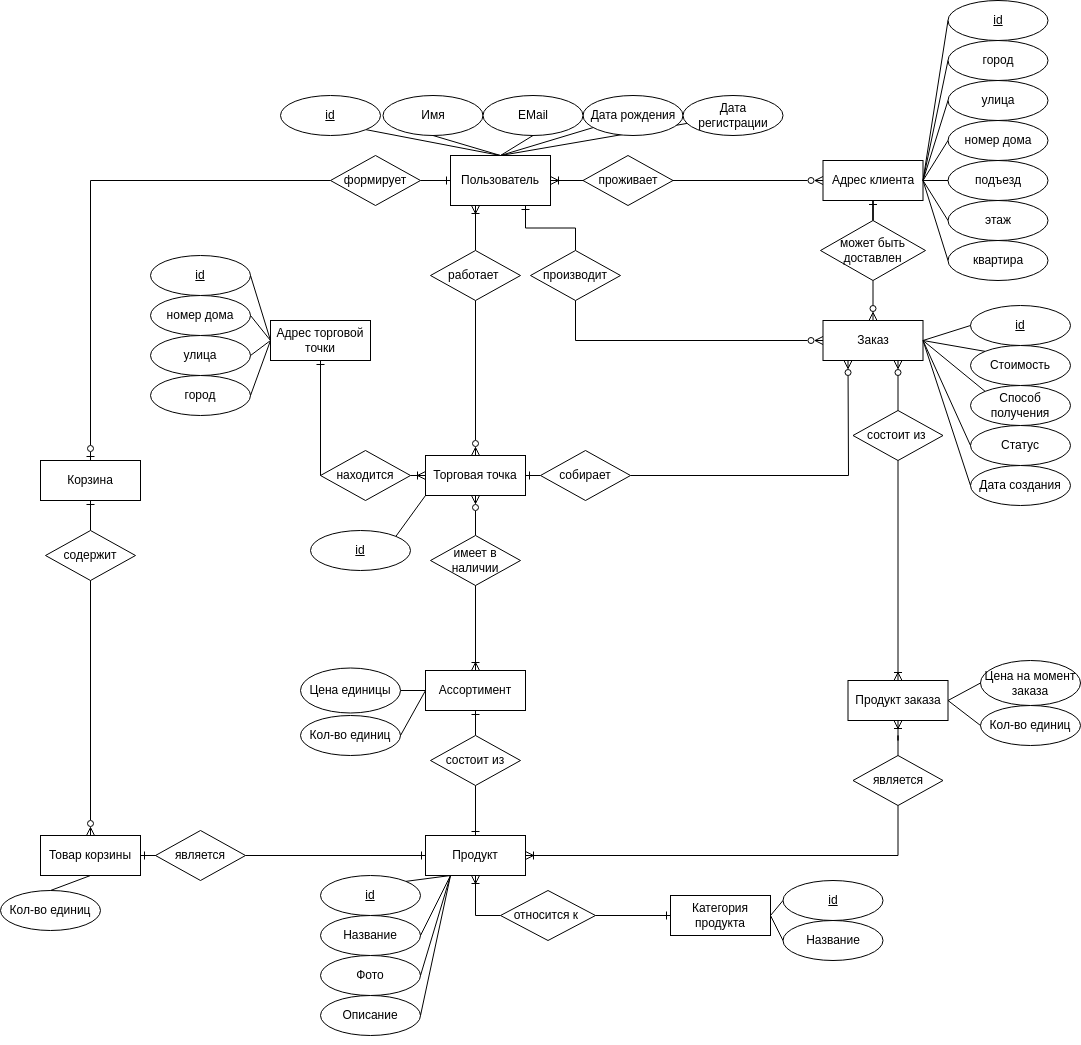 id
город
улица
номер дома
подъезд
этаж
квартира
id
Имя
EMail
Дата рождения
Дата
регистрации
формирует
Пользователь
проживает
Адрес клиента
может быть
доставлен
работает
производит
id
номер дома
улица
город
Адрес торговой
точки
Заказ
id
Стоимость
Способ
получения
Статус
Дата создания
состоит из
Корзина
находится
Торговая точка
собирает
id
содержит
имеет в
наличии
Цена единицы
Кол-во единиц
Ассортимент
Продукт заказа
Цена на момент
заказа
Кол-во единиц
состоит из
является
Товар корзины
является
Продукт
Кол-во единиц
id
Название
Фото
Описание
относится к
Категория
продукта
id
Название